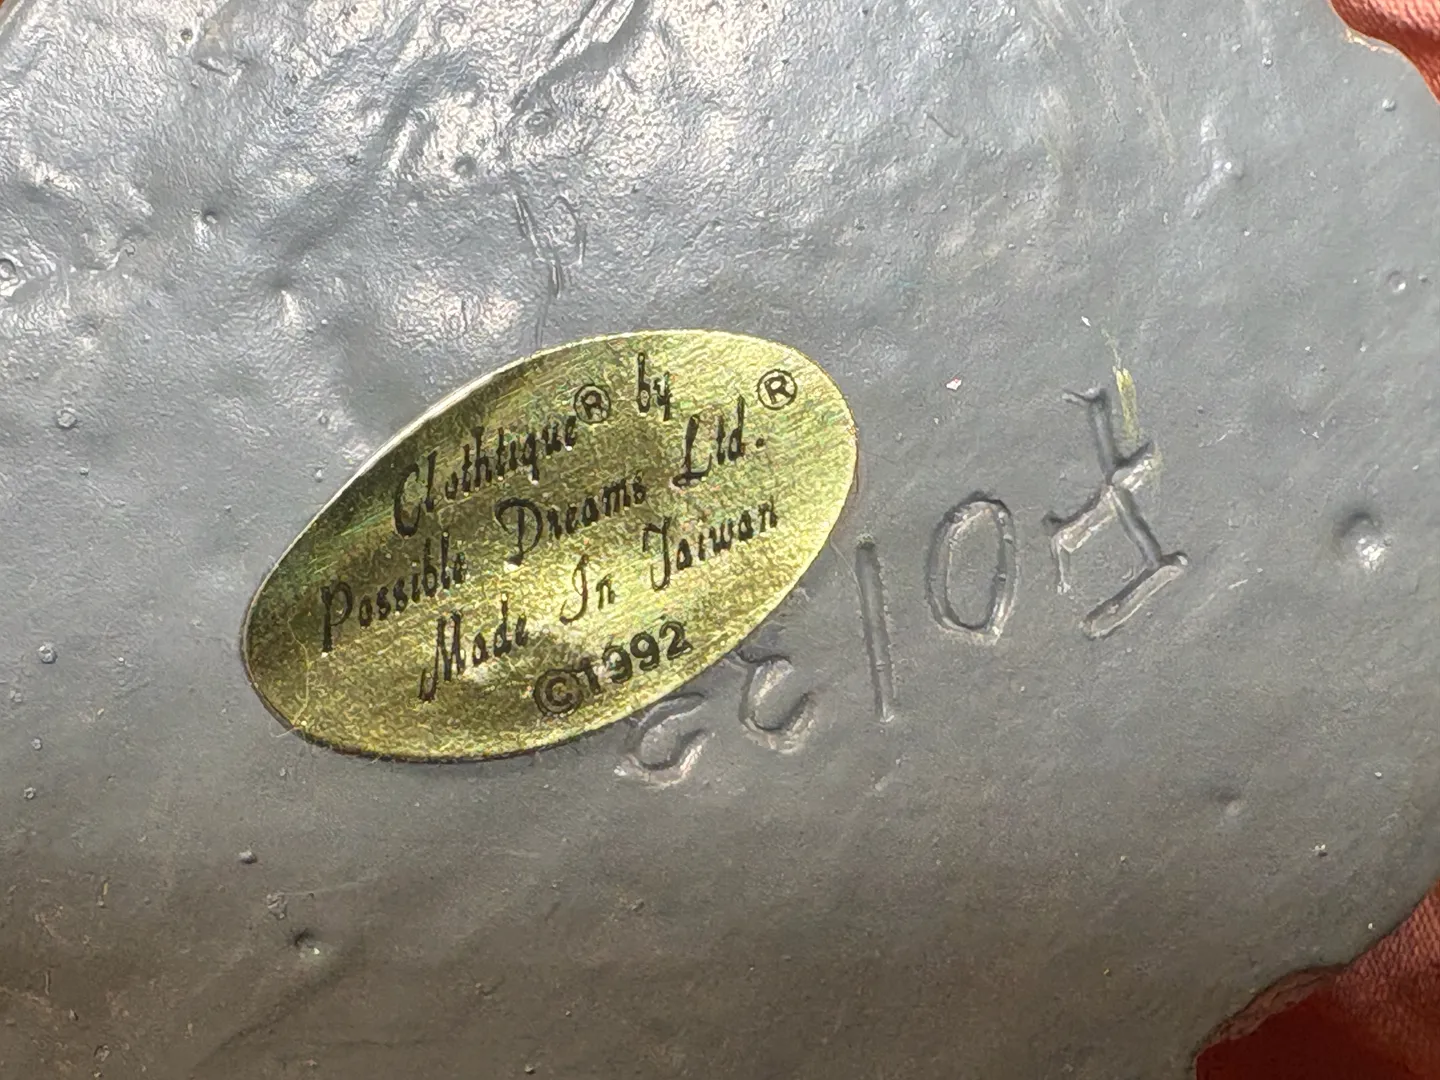 Clothtique® by
Possible Dreams Ltd.®
Made In Taiwan
©1992